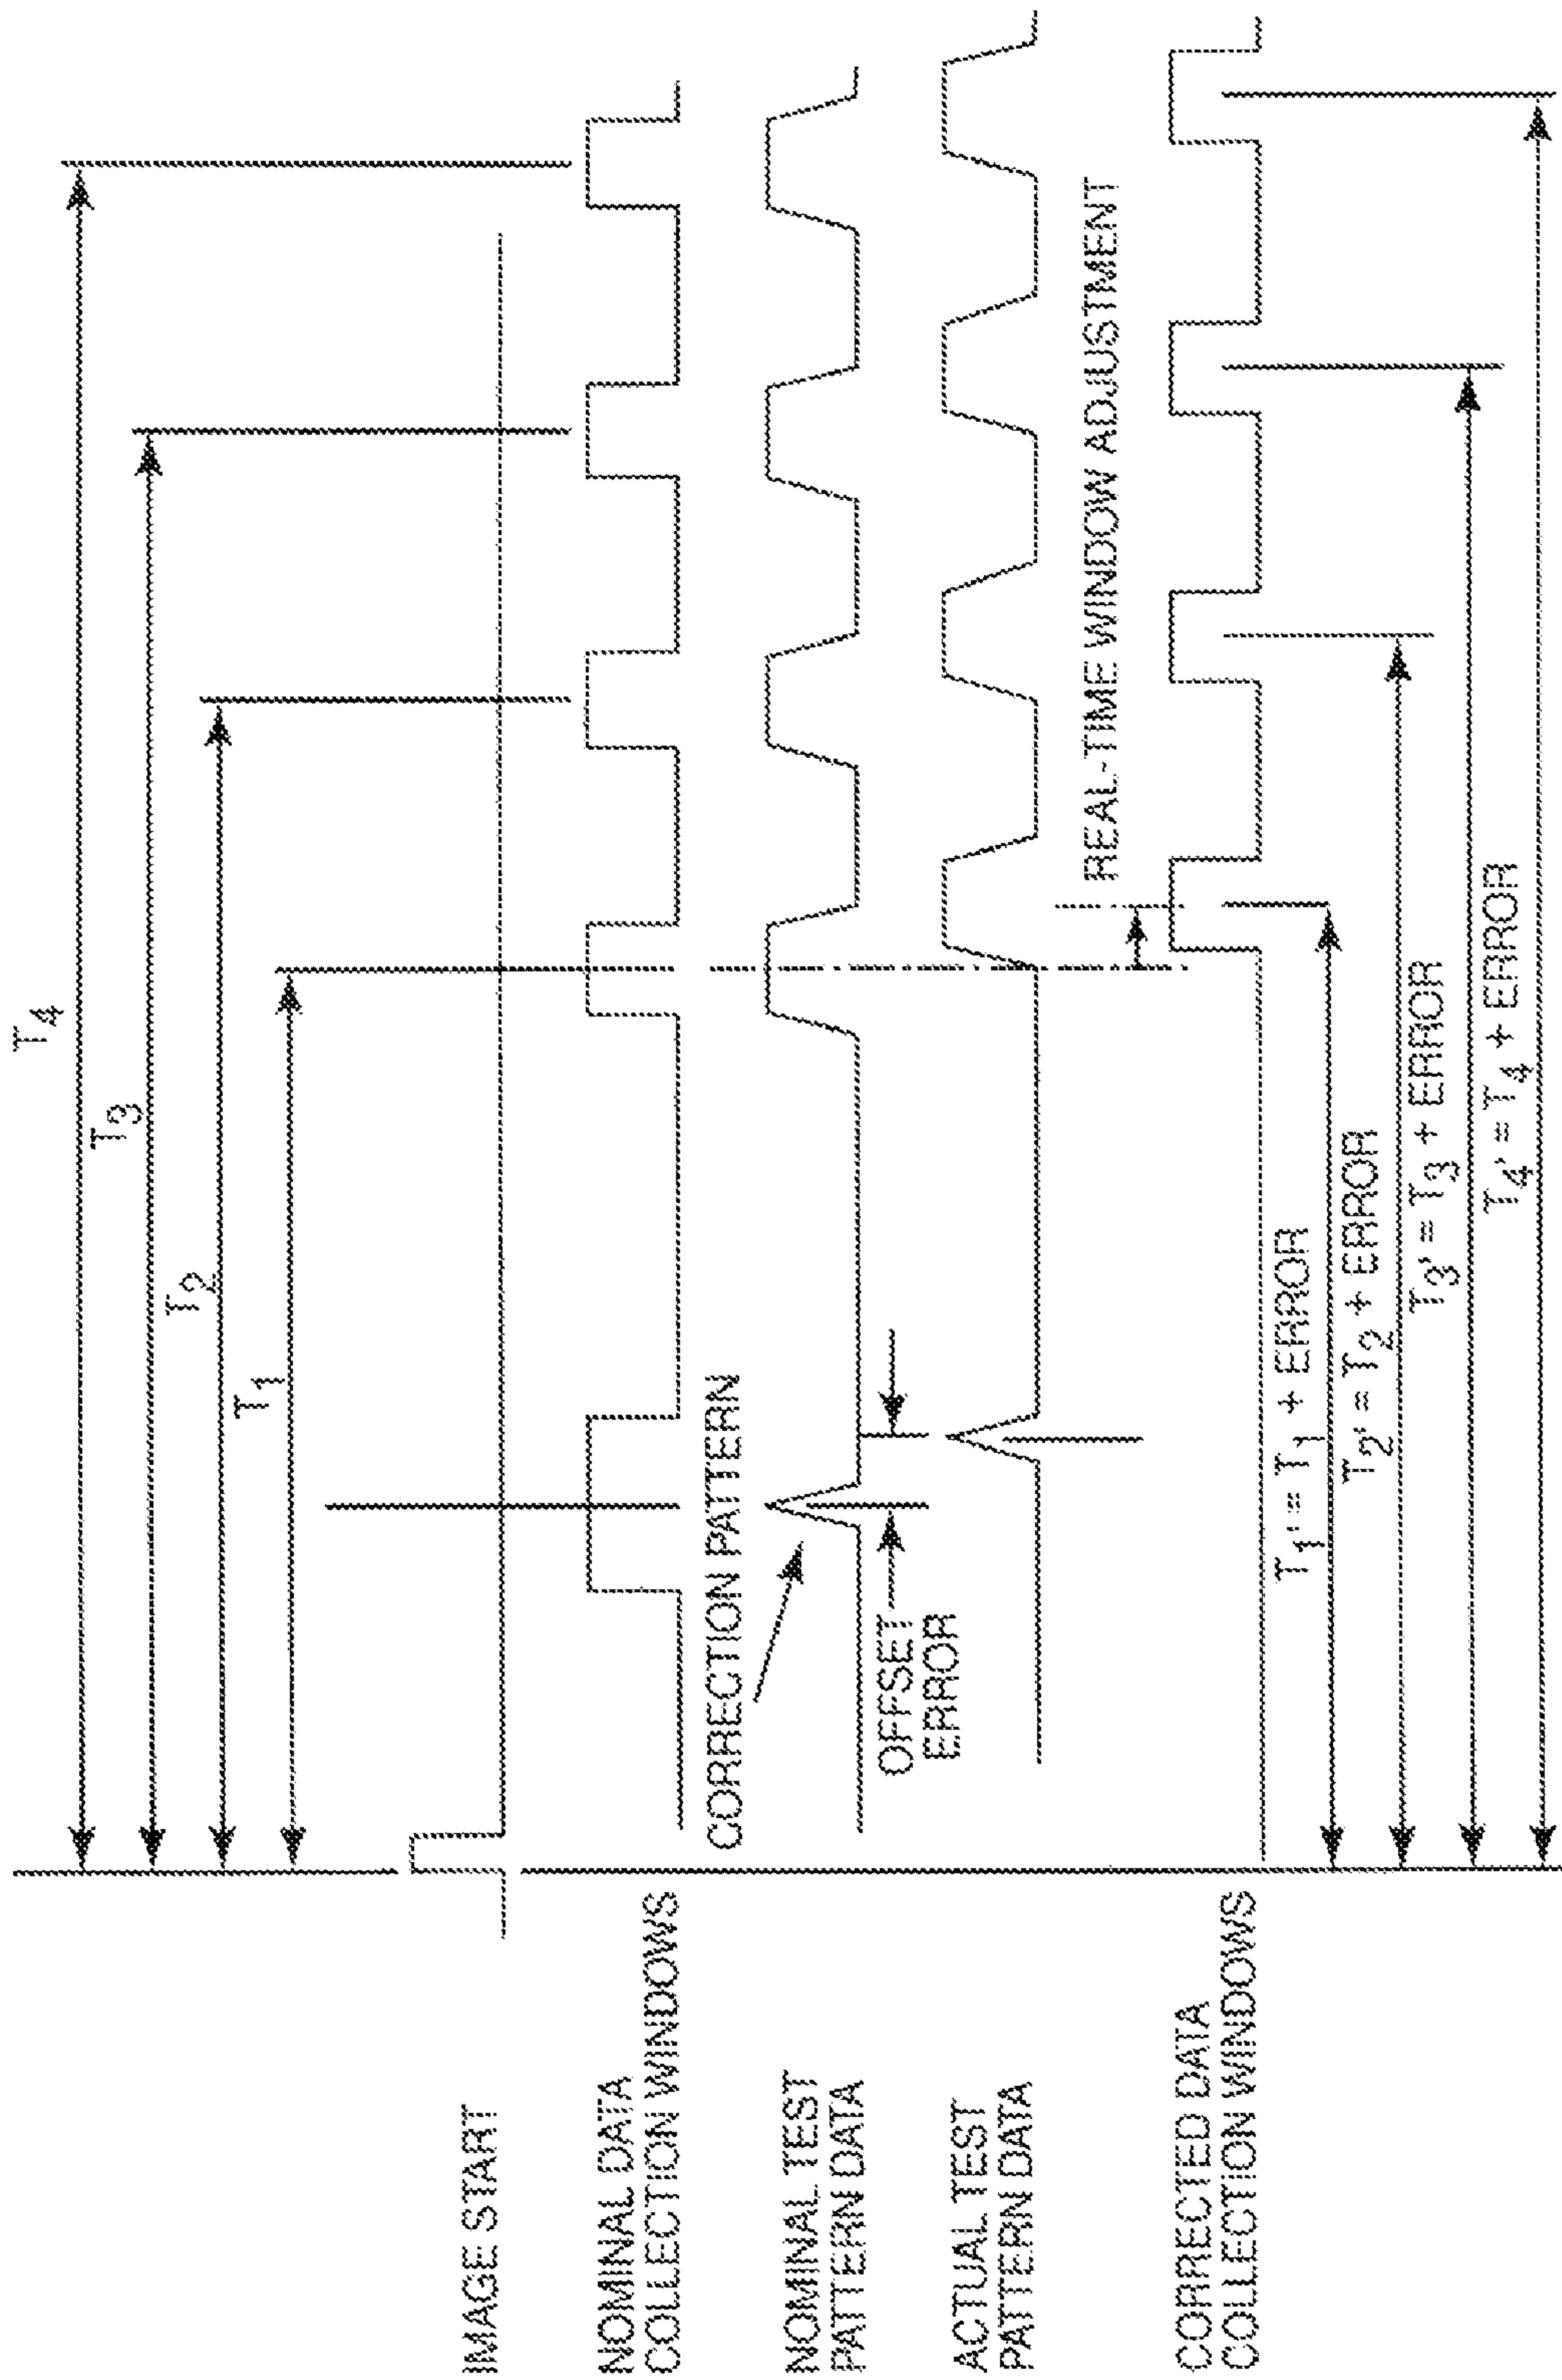 T4
T3
T2
T1
IMAGE START
NOMINAL DATA
COLLECTION WINDOWS
CORRECTION PATTERN
NOMINAL TEST
PATTERN DATA
OFFSET
ERROR
ACTUAL TEST
PATTERN DATA
REAL-TIME WINDOW ADJUSTMENT
CORRECTED DATA
COLLECTION WINDOWS
T1' = T1 + ERROR
T2' = T2 + ERROR
T3' = T3 + ERROR
T4' = T4 + ERROR